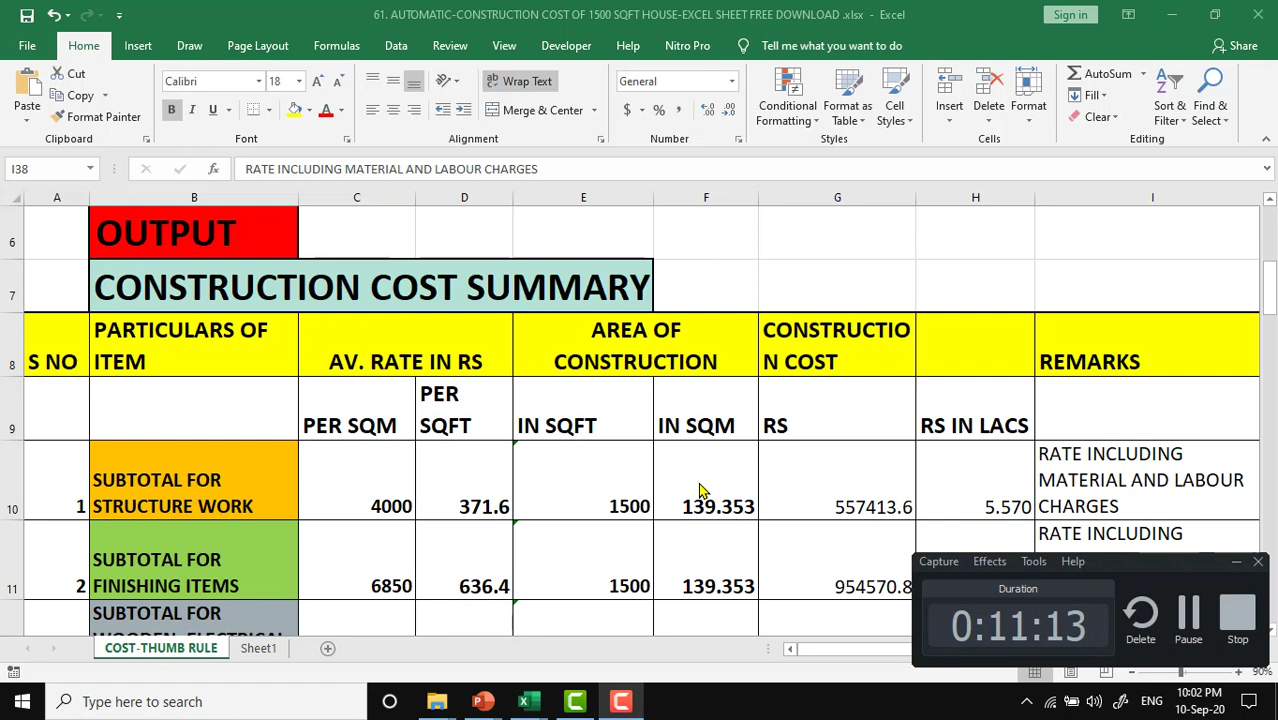 61. AUTOMATIC-CONSTRUCTION COST OF 1500 SQFT HOUSE-EXCEL SHEET FREE DOWNLOAD .xlsx - Excel
Sign in
File Home Insert Draw Page Layout Formulas Data Review View Developer Help Nitro Pro Tell me what you want to do Share
Paste
Cut
Copy
Format Painter
Clipboard
Calibri 18
B I U
Font
Wrap Text
Merge & Center
Alignment
General
$ % ,
Number
Conditional Formatting
Format as Table
Cell Styles
Styles
Insert
Delete
Format
Cells
AutoSum
Fill
Clear
Sort & Filter
Find & Select
Editing
I38 fx RATE INCLUDING MATERIAL AND LABOUR CHARGES
A B C D E F G H I
6 OUTPUT
7 CONSTRUCTION COST SUMMARY
PARTICULARS OF
AREA OF
CONSTRUCTIO
8 S NO ITEM AV. RATE IN RS CONSTRUCTION N COST REMARKS
PER
9 PER SQM SQFT IN SQFT IN SQM RS RS IN LACS
RATE INCLUDING
SUBTOTAL FOR MATERIAL AND LABOUR
10 1 STRUCTURE WORK 4000 371.6 1500 139.353 557413.6 5.570 CHARGES
RATE INCLUDING
SUBTOTAL FOR
11 2 FINISHING ITEMS 6850 636.4 1500 139.353 954570.8
SUBTOTAL FOR
Capture Effects Tools Help
Duration
0:11:13
Delete
Pause
Stop
COST-THUMB RULE Sheet1
90%
Type here to search
ENG
10:02 PM
10-Sep-20